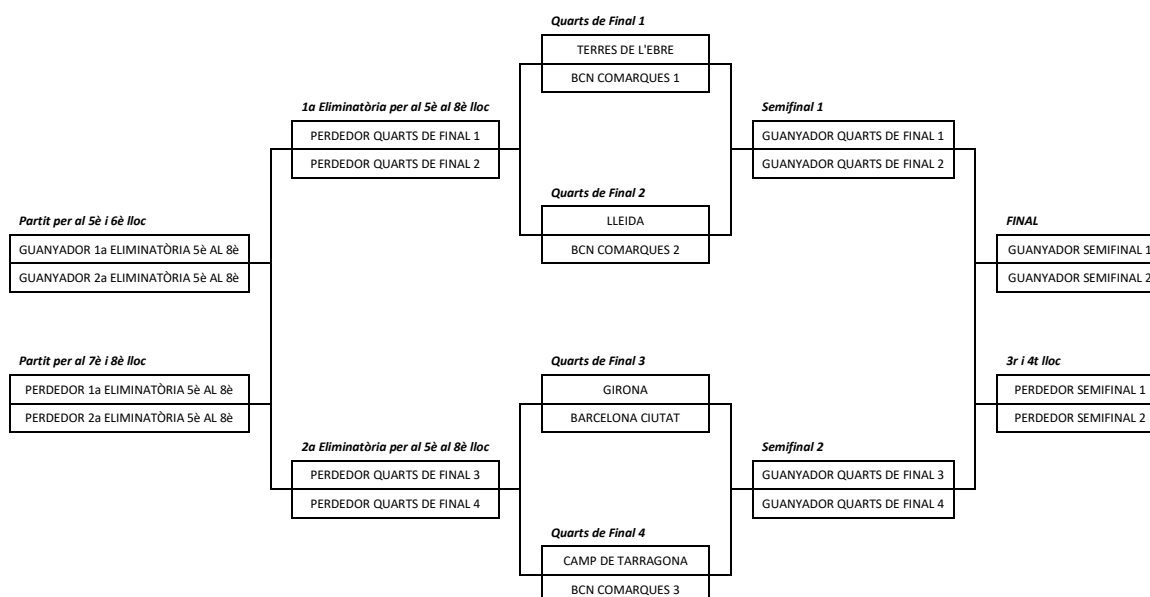 Quarts de Final 1
TERRES DE L'EBRE
BCN COMARQUES 1
1a Eliminatòria per al 5è al 8è lloc
PERDEDOR QUARTS DE FINAL 1
PERDEDOR QUARTS DE FINAL 2
Semifinal 1
GUANYADOR QUARTS DE FINAL 1
GUANYADOR QUARTS DE FINAL 2
Quarts de Final 2
LLEIDA
BCN COMARQUES 2
Partit per al 5è i 6è lloc
GUANYADOR 1a ELIMINATÒRIA 5è AL 8è
GUANYADOR 2a ELIMINATÒRIA 5è AL 8è
FINAL
GUANYADOR SEMIFINAL 1
GUANYADOR SEMIFINAL 2
Partit per al 7è i 8è lloc
PERDEDOR 1a ELIMINATÒRIA 5è AL 8è
PERDEDOR 2a ELIMINATÒRIA 5è AL 8è
Quarts de Final 3
GIRONA
BARCELONA CIUTAT
3r i 4t lloc
PERDEDOR SEMIFINAL 1
PERDEDOR SEMIFINAL 2
2a Eliminatòria per al 5è al 8è lloc
PERDEDOR QUARTS DE FINAL 3
PERDEDOR QUARTS DE FINAL 4
Semifinal 2
GUANYADOR QUARTS DE FINAL 3
GUANYADOR QUARTS DE FINAL 4
Quarts de Final 4
CAMP DE TARRAGONA
BCN COMARQUES 3